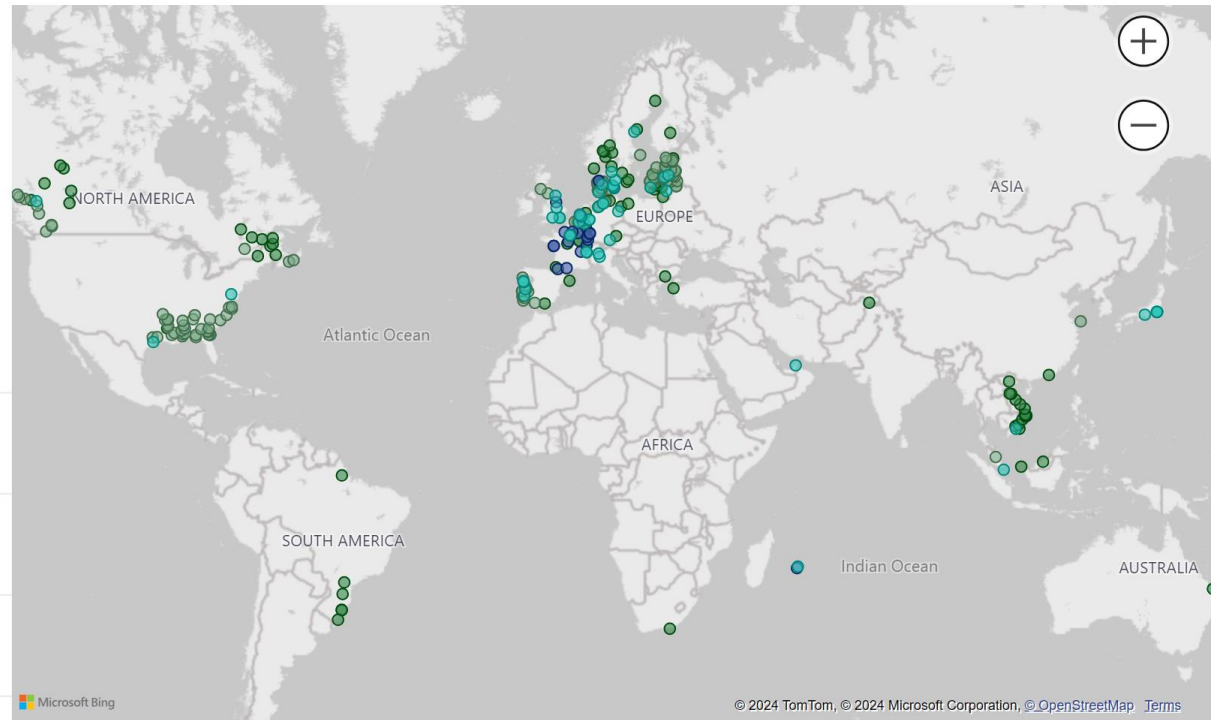 ASIA
NORTH AMERICA
EUROPE
Atlantic Ocean
AFRICA
SOUTH AMERICA
Indian Ocean
AUSTRALIA
Microsoft Bing
© 2024 TomTom, © 2024 Microsoft Corporation, © OpenStreetMap Terms